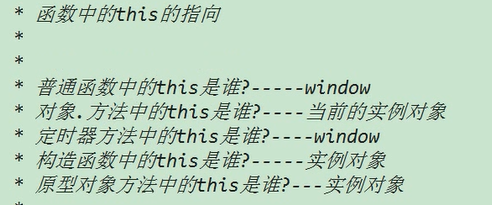 * 函数中的this的指向
*
*
* 普通函数中的this是谁?-----window
* 对象.方法中的this是谁?----当前的实例对象
* 定时器方法中的this是谁?----window
* 构造函数中的this是谁?-----实例对象
* 原型对象方法中的this是谁?---实例对象
*